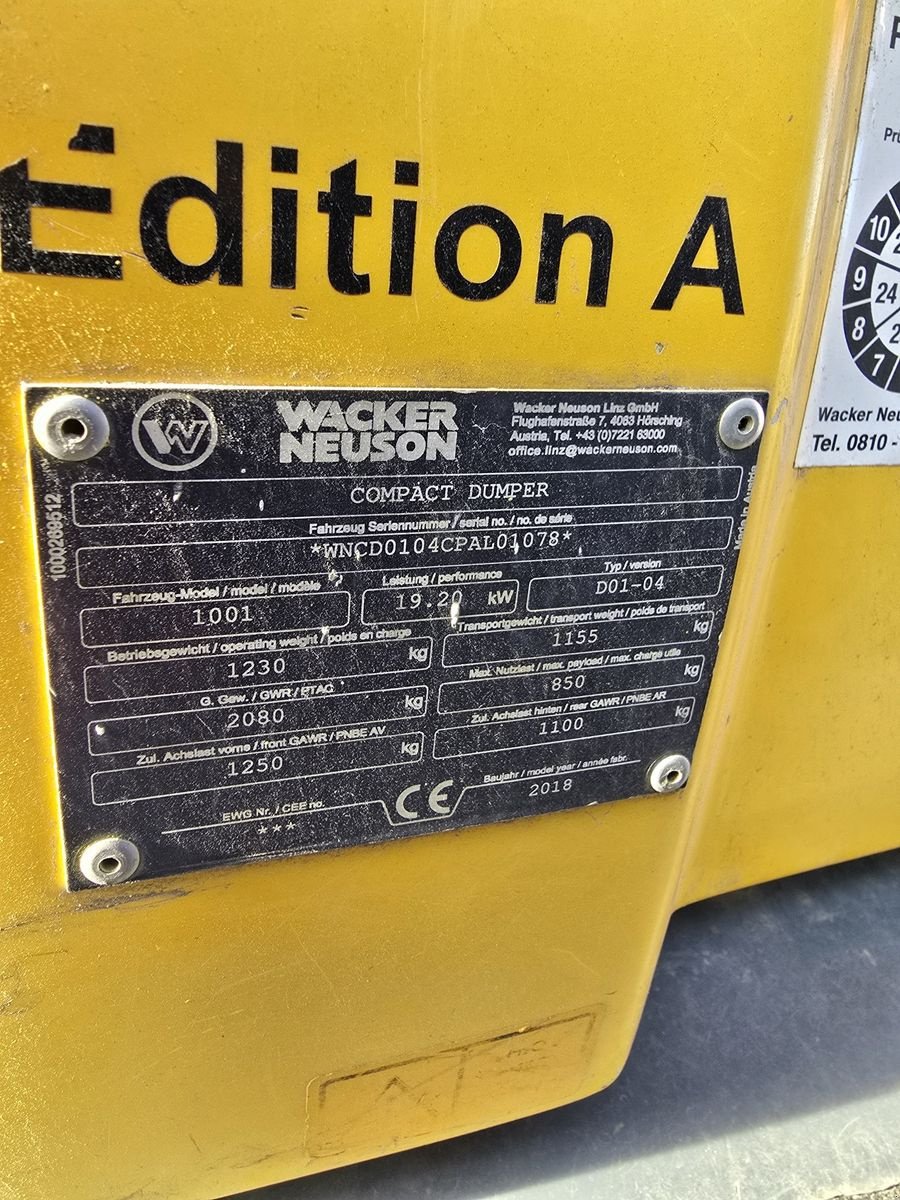 Edition A
WACKER
NEUSON
Wacker Neuson Linz GmbH
Flughafenstraße 7, 4063 Hörsching
Austria, Tel. +43 (0)7221 63000
office.linz@wackerneuson.com
COMPACT DUMPER
Fahrzeug Seriennummer / serial no. / no. de série
*WNCD0104CPAL01078*
1000289612
Made in Austria
Fahrzeug-Model / model / modèle
1001
Leistung / performance
19.20 kW
Typ / version
D01-04
Betriebsgewicht / operating weight / poids en charge
1230 kg
Transportgewicht / transport weight / poids de transport
1155 kg
G. Gew. / GWR / PTAC
2080 kg
Max. Nutzlast / max. payload / max. charge utile
850 kg
Zul. Achslast vorne / front GAWR / PNBE AV
1250 kg
Zul. Achslast hinten / rear GAWR / PNBE AR
1100 kg
EWG Nr. / CEE no.
***
CE
Baujahr / model year / année fabr.
2018
10
9
8
7
24
Wacker
Tel. 0810